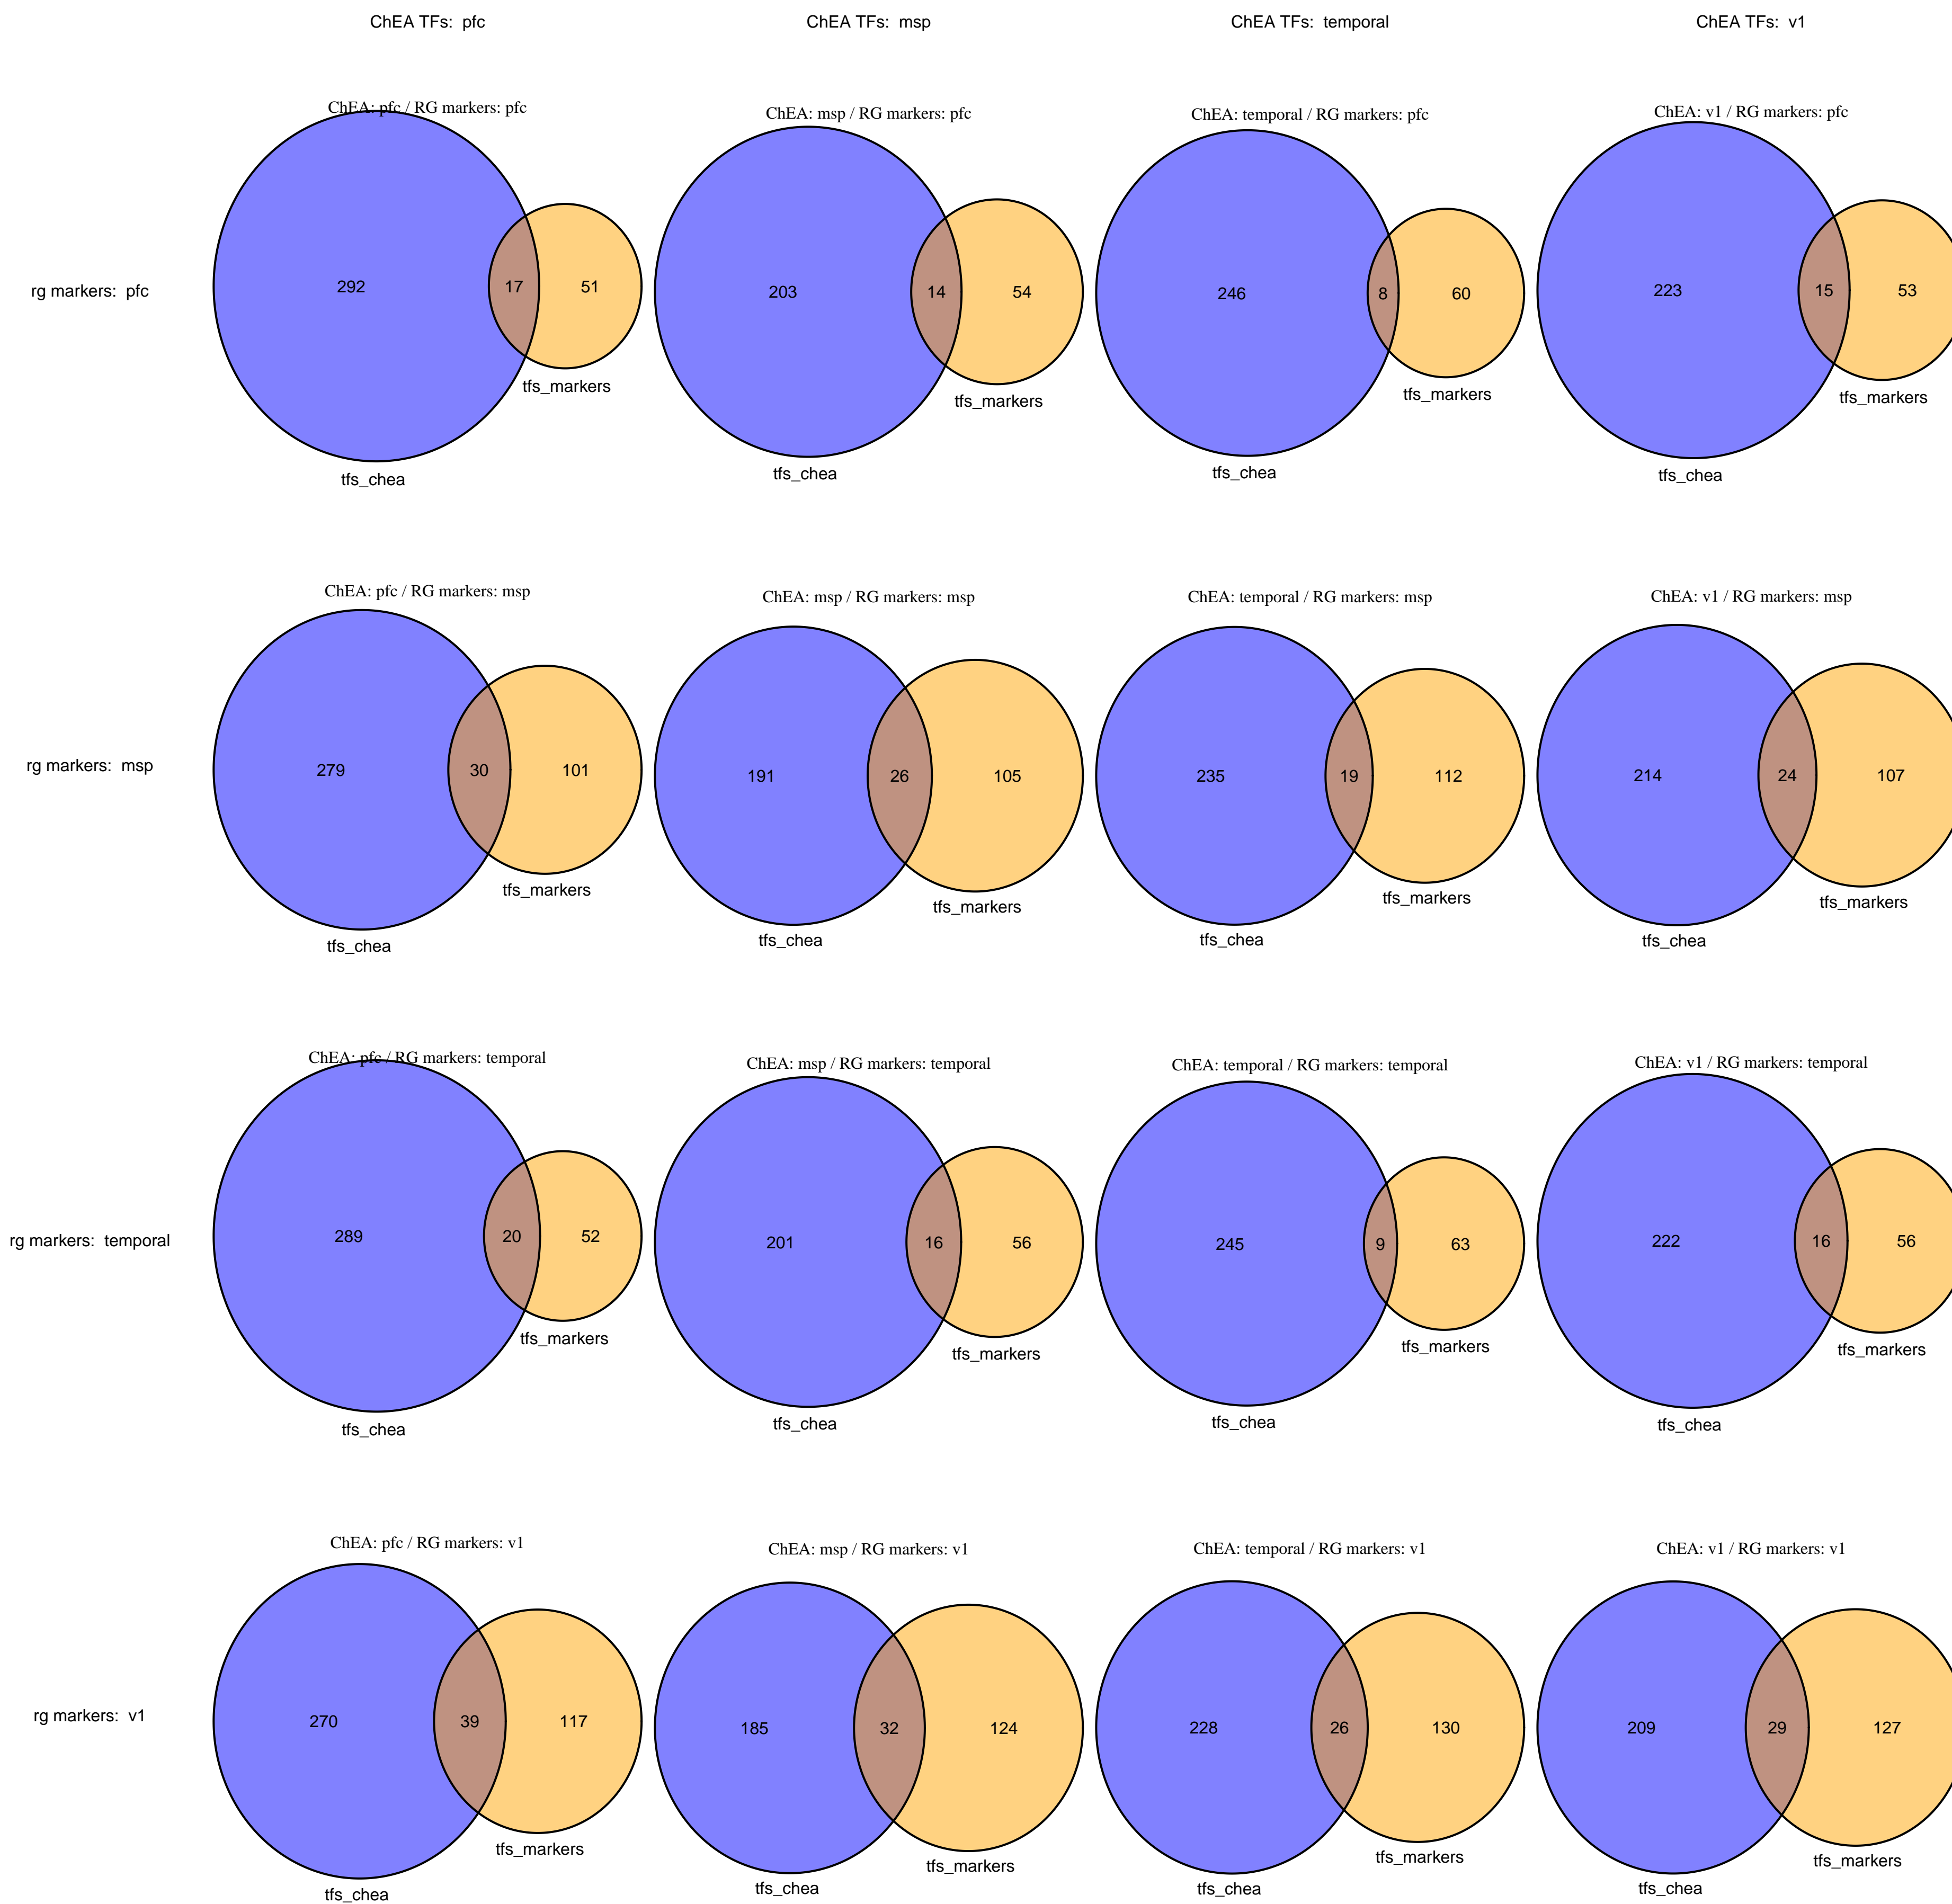 ChEA TFs:  pfc
ChEA TFs:  msp
ChEA TFs:  temporal
ChEA TFs:  v1
rg markers:  pfc
ChEA: pfc / RG markers: pfc
292
17
51
tfs_markers
tfs_chea
ChEA: msp / RG markers: pfc
203
14
54
tfs_markers
tfs_chea
ChEA: temporal / RG markers: pfc
246
8
60
tfs_markers
tfs_chea
ChEA: v1 / RG markers: pfc
223
15
53
tfs_markers
tfs_chea
rg markers:  msp
ChEA: pfc / RG markers: msp
279
30
101
tfs_markers
tfs_chea
ChEA: msp / RG markers: msp
191
26
105
tfs_markers
tfs_chea
ChEA: temporal / RG markers: msp
235
19
112
tfs_markers
tfs_chea
ChEA: v1 / RG markers: msp
214
24
107
tfs_markers
tfs_chea
rg markers:  temporal
ChEA: pfc / RG markers: temporal
289
20
52
tfs_markers
tfs_chea
ChEA: msp / RG markers: temporal
201
16
56
tfs_markers
tfs_chea
ChEA: temporal / RG markers: temporal
245
9
63
tfs_markers
tfs_chea
ChEA: v1 / RG markers: temporal
222
16
56
tfs_markers
tfs_chea
rg markers:  v1
ChEA: pfc / RG markers: v1
270
39
117
tfs_markers
tfs_chea
ChEA: msp / RG markers: v1
185
32
124
tfs_markers
tfs_chea
ChEA: temporal / RG markers: v1
228
26
130
tfs_markers
tfs_chea
ChEA: v1 / RG markers: v1
209
29
127
tfs_markers
tfs_chea